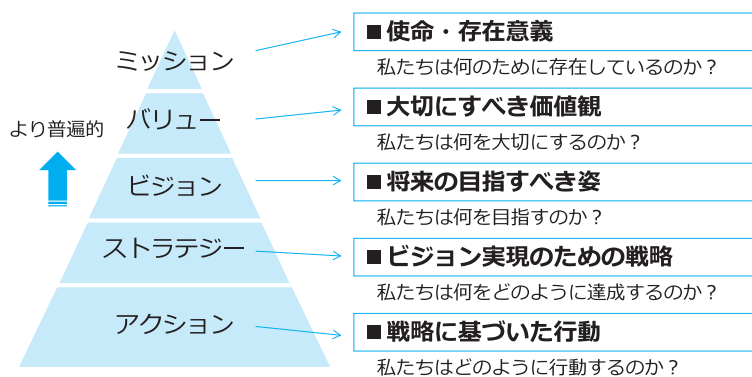 ミッション
■使命・存在意義
私たちは何のために存在しているのか？
バリュー
■大切にすべき価値観
私たちは何を大切にするのか？
より普遍的
ビジョン
■将来の目指すべき姿
私たちは何を目指すのか？
ストラテジー
■ビジョン実現のための戦略
私たちは何をどのように達成するのか？
アクション
■戦略に基づいた行動
私たちはどのように行動するのか？